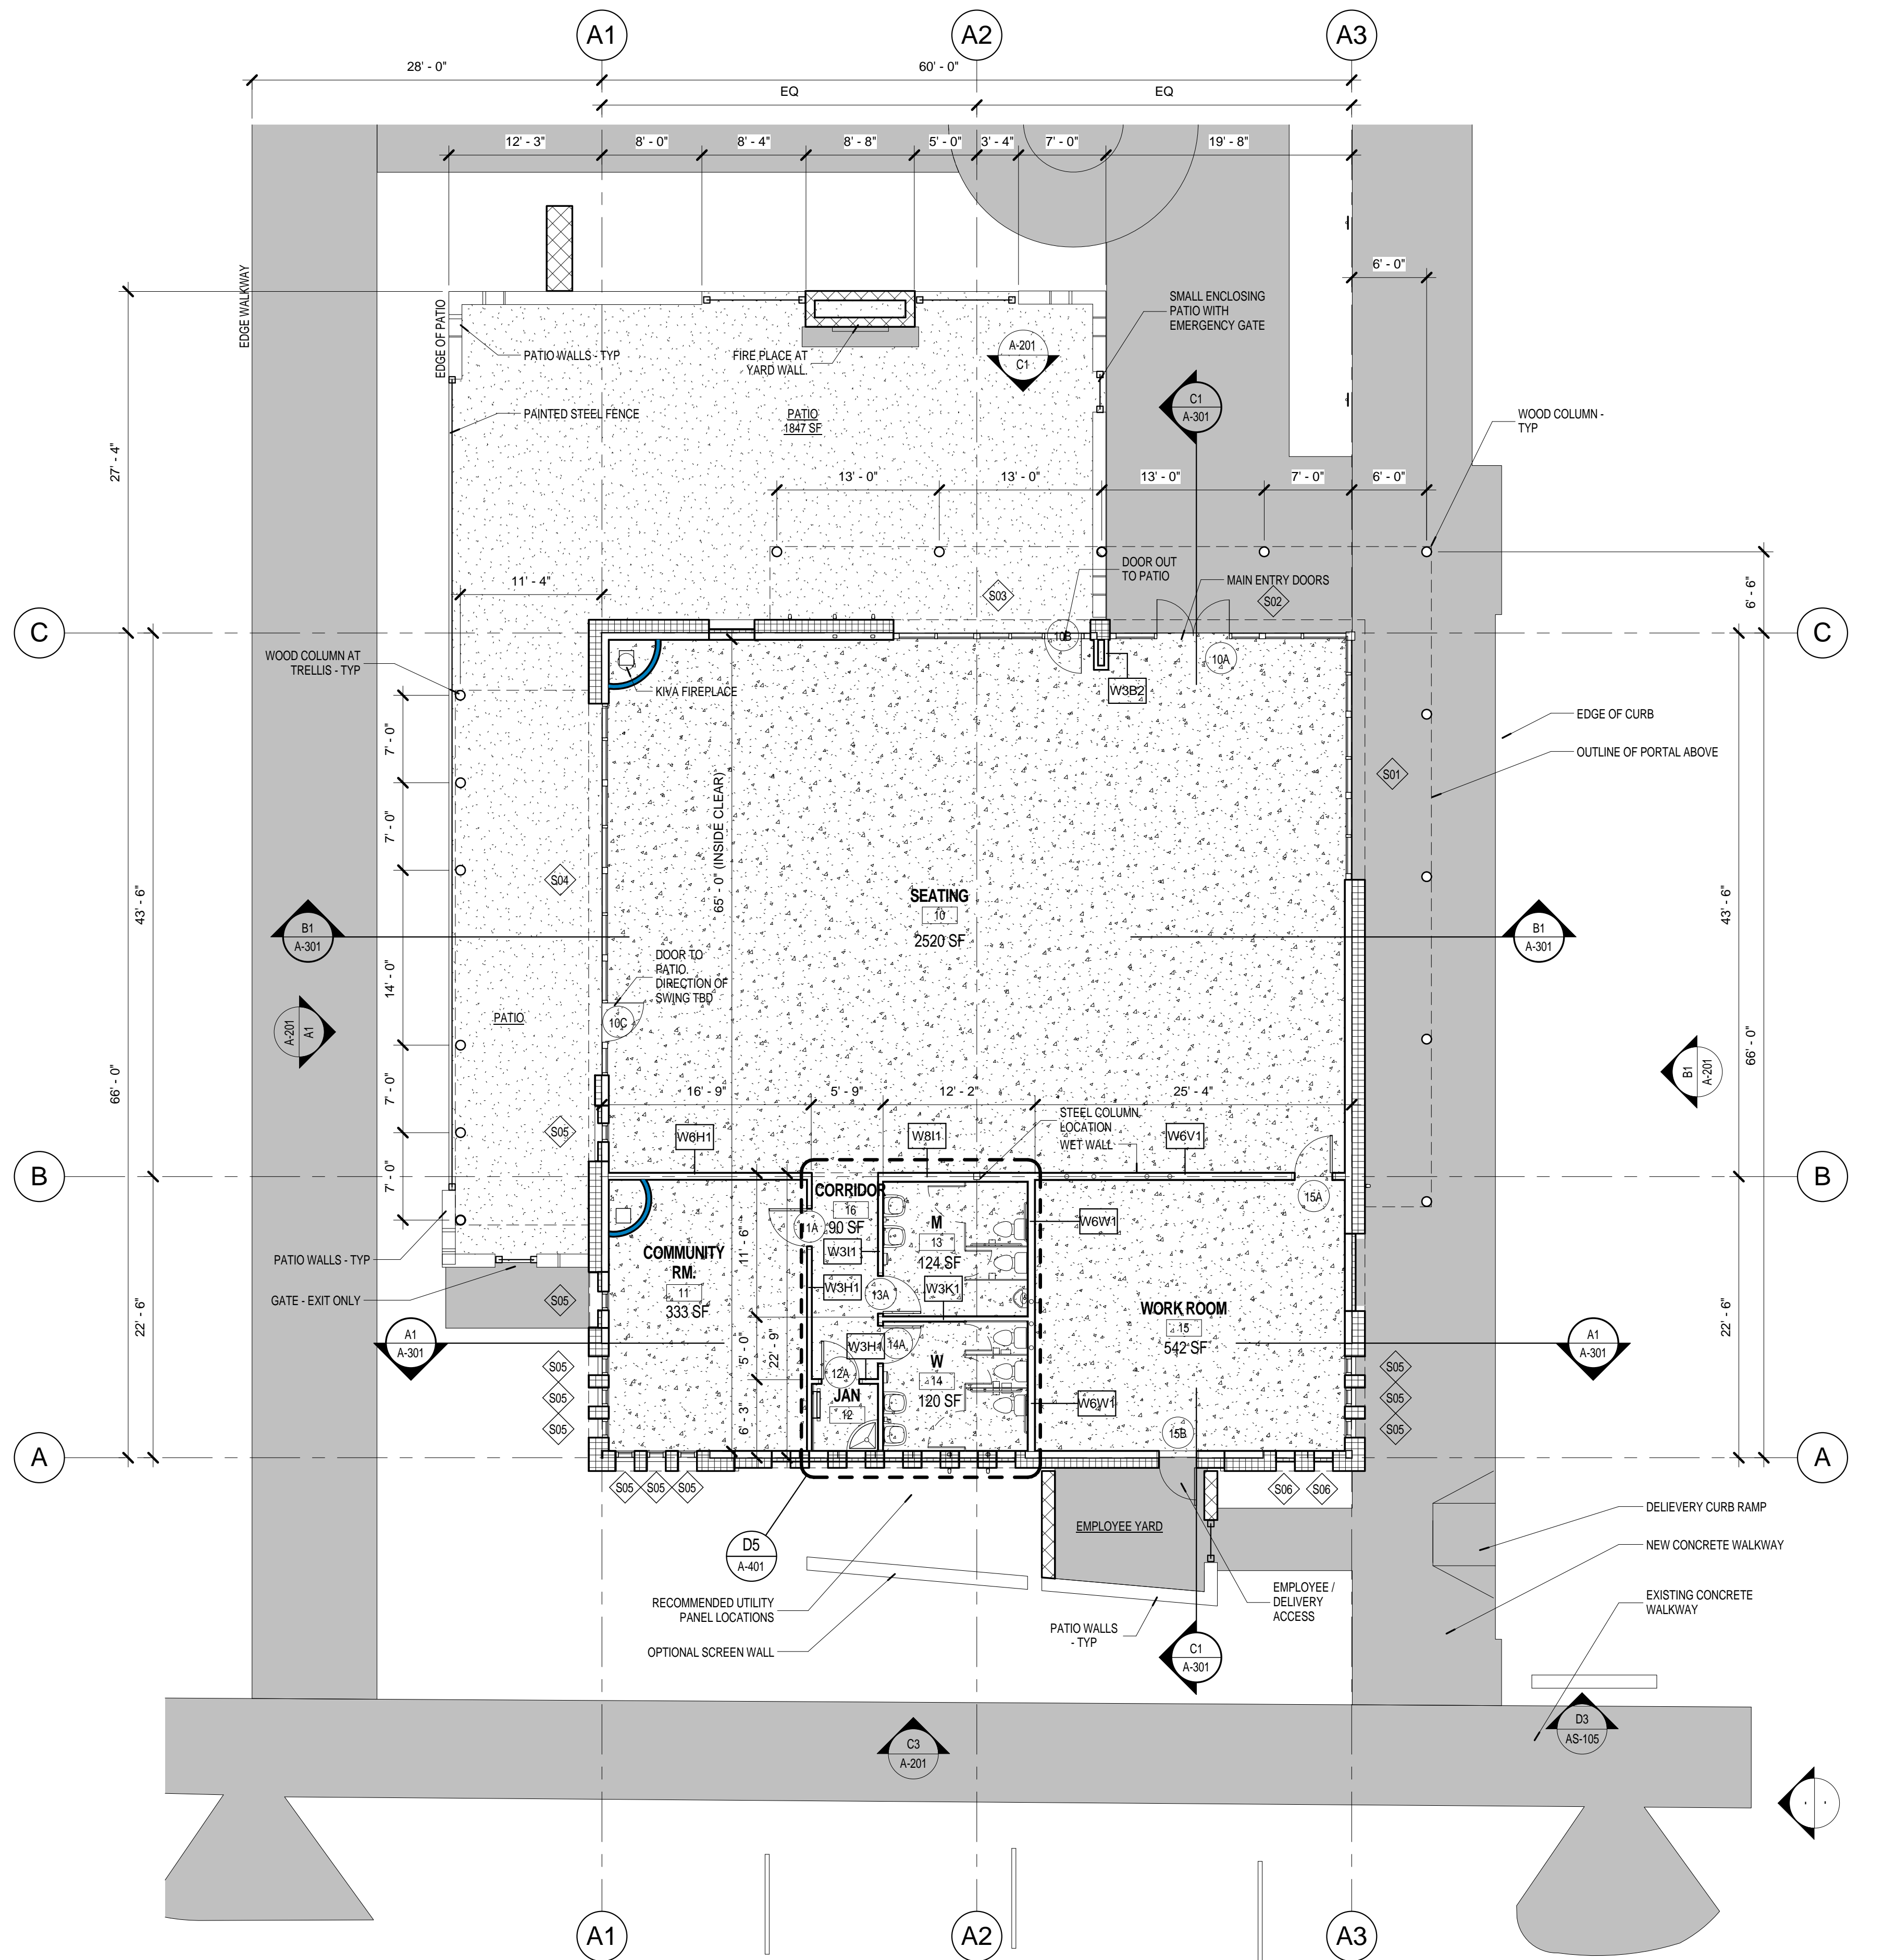 A1
A2
A3
28' - 0"
60' - 0"
EQ
EQ
12' - 3"
8' - 0"
8' - 4"
8' - 8"
5' - 0"
3' - 4"
7' - 0"
19' - 8"
6' - 0"
EDGE WALKWAY
EDGE OF PATIO
PATIO WALLS - TYP
FIRE PLACE AT
YARD WALL.
A-201
C1
SMALL ENCLOSING
PATIO WITH
EMERGENCY GATE
PAINTED STEEL FENCE
PATIO
1847 SF
C1
A-301
WOOD COLUMN -
TYP
27' - 4"
13' - 0"
13' - 0"
13' - 0"
7' - 0"
6' - 0"
11' - 4"
S03
DOOR OUT
TO PATIO
MAIN ENTRY DOORS
S02
6' - 6"
C
C
10B
10A
WOOD COLUMN AT
TRELLIS - TYP
KIVA FIREPLACE
W3B2
EDGE OF CURB
OUTLINE OF PORTAL ABOVE
S01
7' - 0"
7' - 0"
65' - 0" (INSIDE CLEAR)
S04
SEATING
10
2520 SF
43' - 6"
43' - 6"
B1
A-301
B1
A-301
14' - 0"
DOOR TO
PATIO.
DIRECTION OF
SWING TBD
10C
PATIO
A-201
A1
B1
A-201
66' - 0"
66' - 0"
7' - 0"
16' - 9"
5' - 9"
12' - 2"
25' - 4"
STEEL COLUMN
LOCATION
WET WALL
S05
W6H1
W8I1
W6V1
B
B
7' - 0"
15A
CORRIDOR
16
90 SF
11A
M
13
124 SF
W6W1
COMMUNITY
RM.
11
333 SF
W3I1
W3H1
13A
W3K1
11' - 6"
PATIO WALLS - TYP
GATE - EXIT ONLY
S05
WORK ROOM
15
542 SF
22' - 6"
22' - 6"
A1
A-301
A1
A-301
W3H1
14A
5' - 0"
22' - 9"
12A
W
14
120 SF
JAN
12
6' - 3"
W6W1
15B
S05
S05
S05
S05
S05
S05
A
A
S05
S05
S05
S06
S06
D5
A-401
EMPLOYEE YARD
DELIEVERY CURB RAMP
NEW CONCRETE WALKWAY
EXISTING CONCRETE
WALKWAY
RECOMMENDED UTILITY
PANEL LOCATIONS
OPTIONAL SCREEN WALL
EMPLOYEE /
DELIVERY
ACCESS
PATIO WALLS
- TYP
C1
A-301
C3
A-201
D3
AS-105
A1
A2
A3